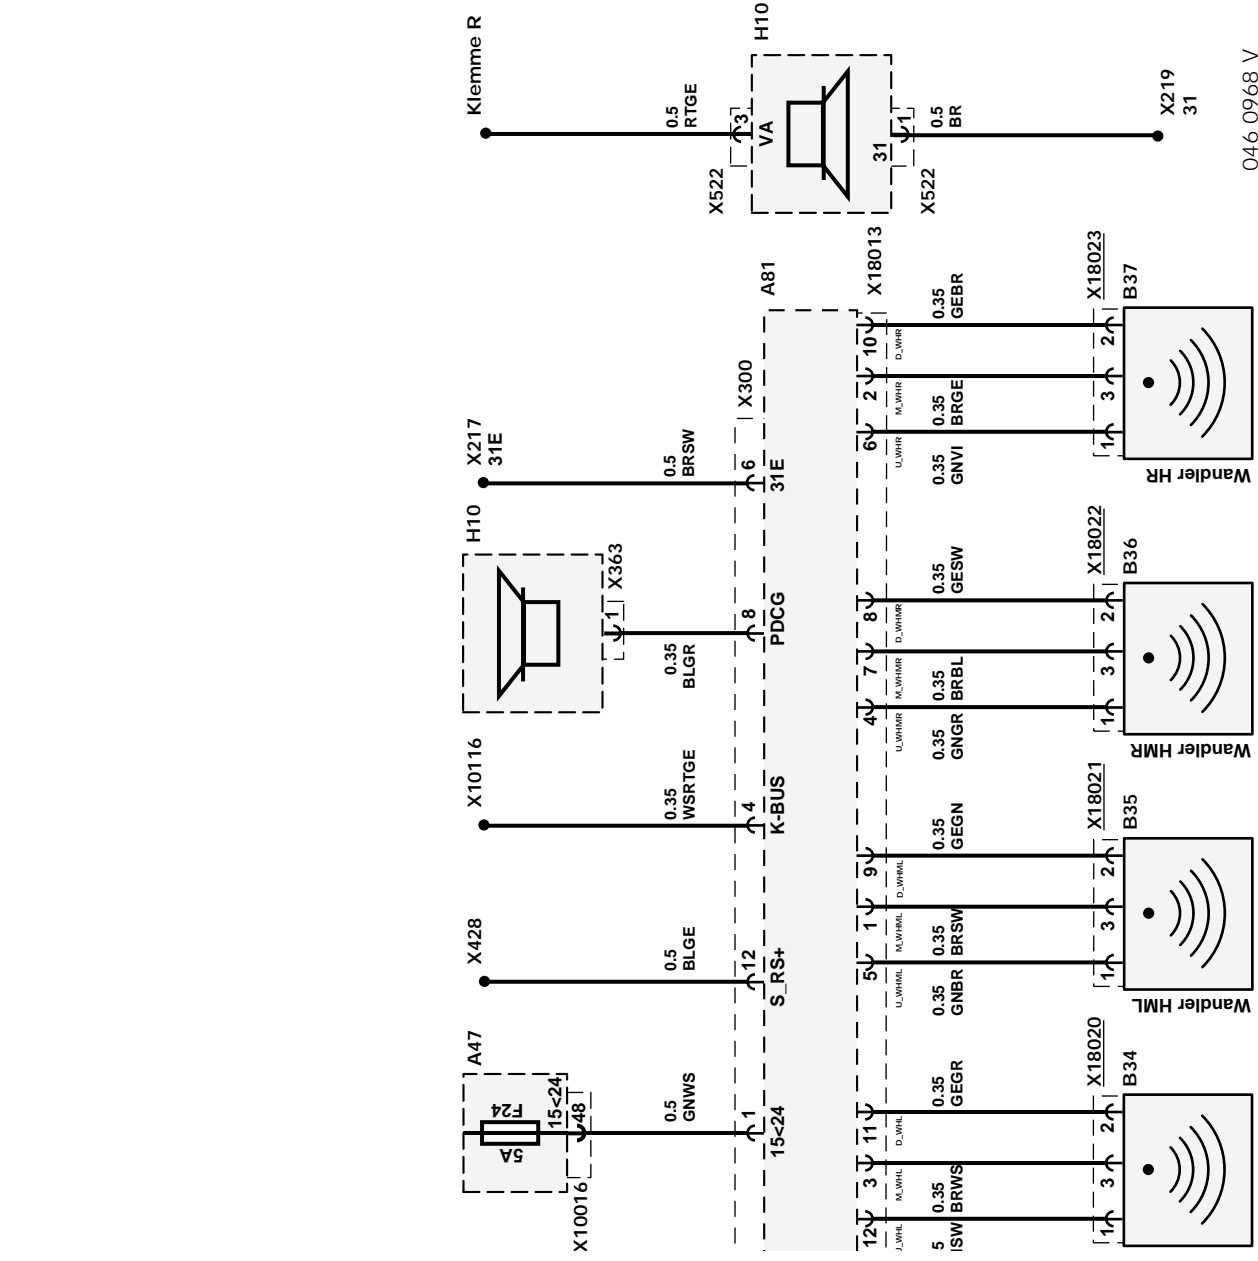 Klemme R
0.5
RTGE
X522
3
VA
H10
31
1
X522
0.5
BR
X219
31
046 0968 V
X217
31E
0.5
BRSW
6
31E
X300
A81
X18013
H10
1
X363
0.35
BLGR
8
PDCG
X10116
0.35
WSRTGE
4
K-BUS
X428
0.5
BLGE
12
S_RS+
A47
F24
5A
15<24
48
X10016
0.5
GNWS
1
15<24
10
D_WHR
0.35
GEBR
2
2
M_WHR
0.35
BRGE
3
6
U_WHR
0.35
GNVI
1
X18023
B37
Wandler HR
8
D_WHMR
0.35
GESW
2
7
M_WHMR
0.35
BRBL
3
4
U_WHMR
0.35
GNGR
1
X18022
B36
Wandler HMR
9
D_WHML
0.35
GEGN
2
1
M_WHML
0.35
BRSW
3
5
U_WHML
0.35
GNBR
1
X18021
B35
Wandler HML
11
D_WHL
0.35
GEGR
2
3
M_WHL
0.35
BRWS
3
12
1
X18020
B34